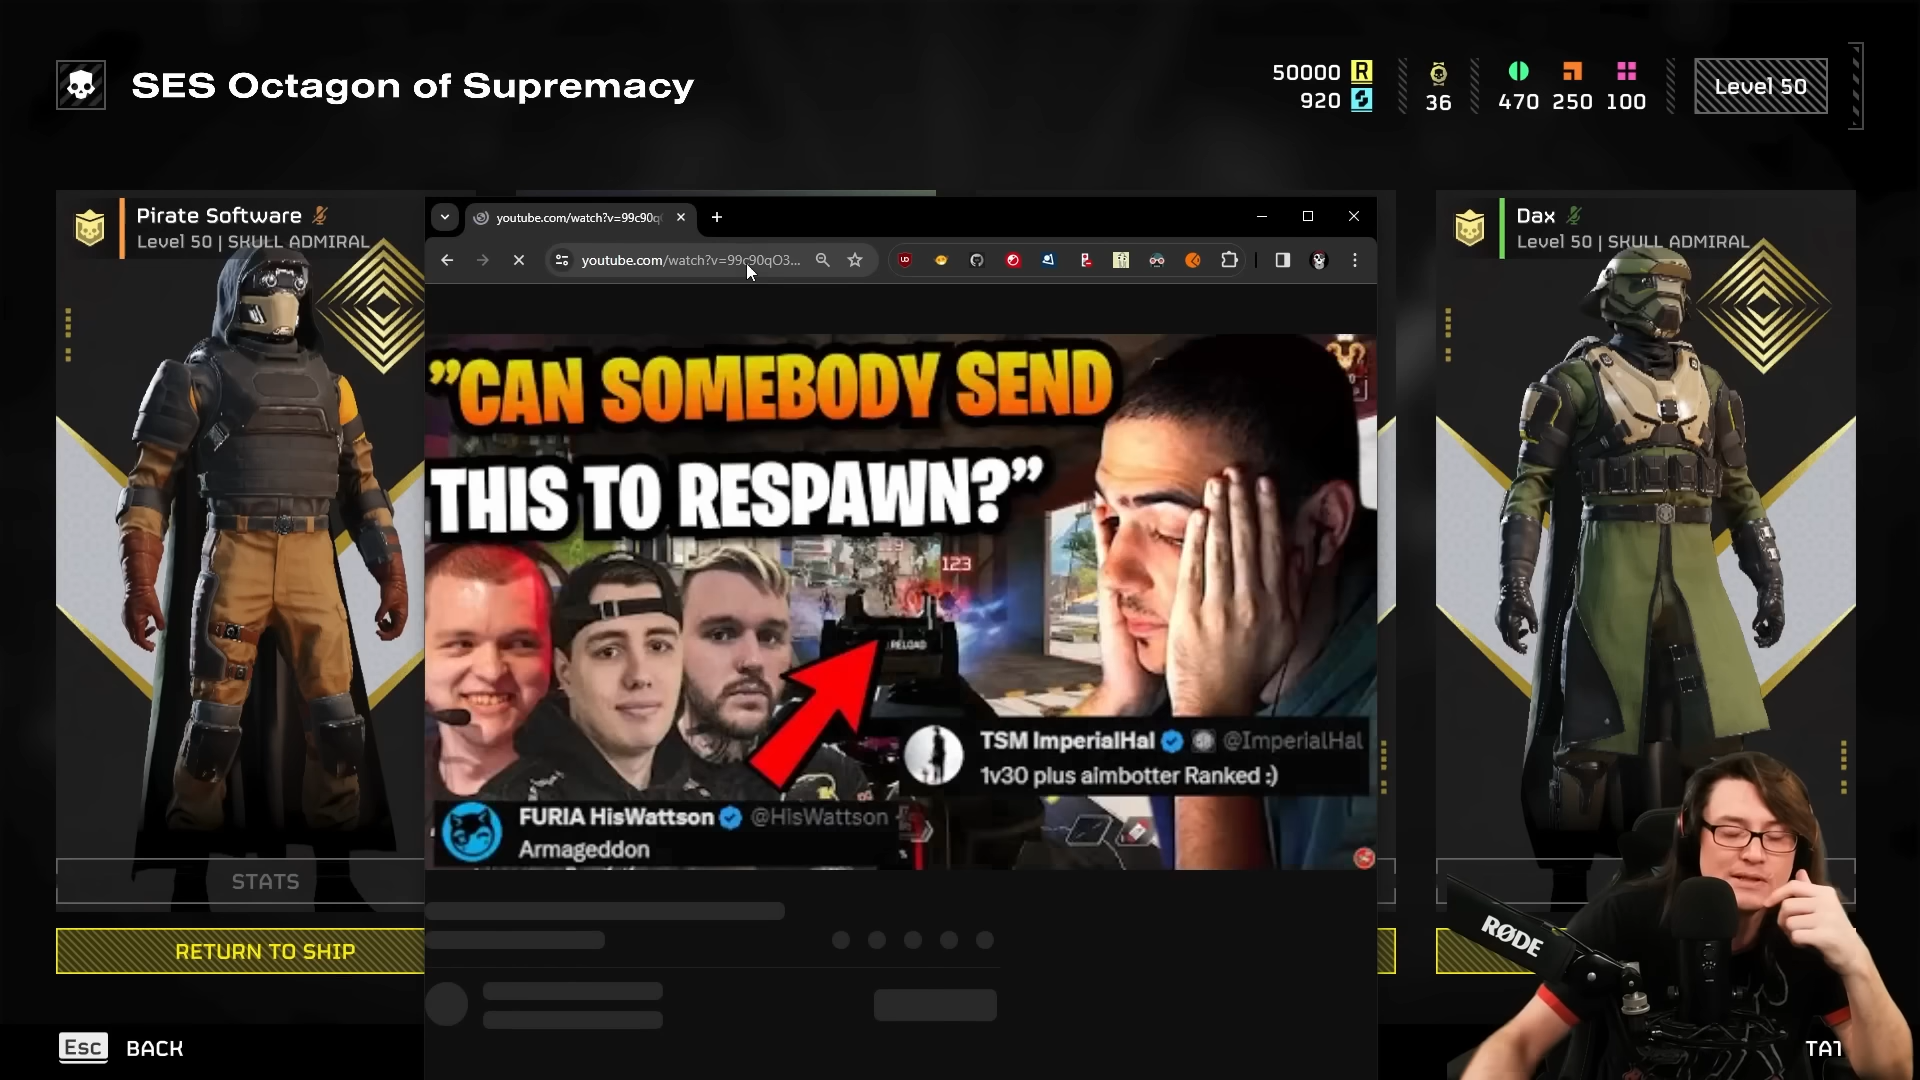 SES Octagon of Supremacy
50000 R
920 S
36
470 250 100
Level 50
Pirate Software
Level 50 | SKULL ADMIRAL
Dax
Level 50 | SKULL ADMIRAL
youtube.com/watch?v=99c90q
youtube.com/watch?v=99c90qO3...
"CAN SOMEBODY SEND
THIS TO RESPAWN?"
123
RELOAD
TSM ImperialHal @ImperialHal
1v30 plus aimbotter Ranked :)
FURIA HisWattson @HisWattson
Armageddon
STATS
RETURN TO SHIP
RØDE
Esc BACK
TA1